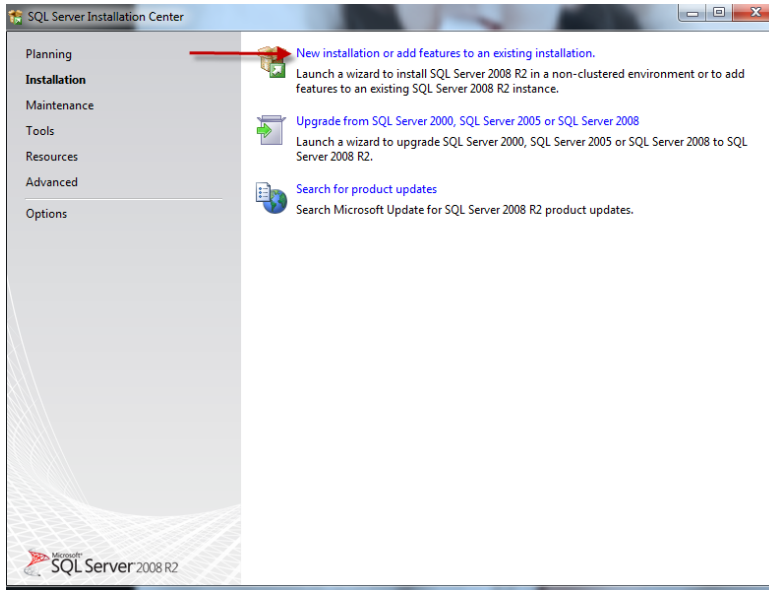 SQL Server Installation Center
Planning
Installation
Maintenance
Tools
Resources
Advanced
Options
New installation or add features to an existing installation.
Launch a wizard to install SQL Server 2008 R2 in a non-clustered environment or to add
features to an existing SQL Server 2008 R2 instance.
Upgrade from SQL Server 2000, SQL Server 2005 or SQL Server 2008
Launch a wizard to upgrade SQL Server 2000, SQL Server 2005 or SQL Server 2008 to SQL
Server 2008 R2.
Search for product updates
Search Microsoft Update for SQL Server 2008 R2 product updates.
Microsoft
SQL Server 2008 R2